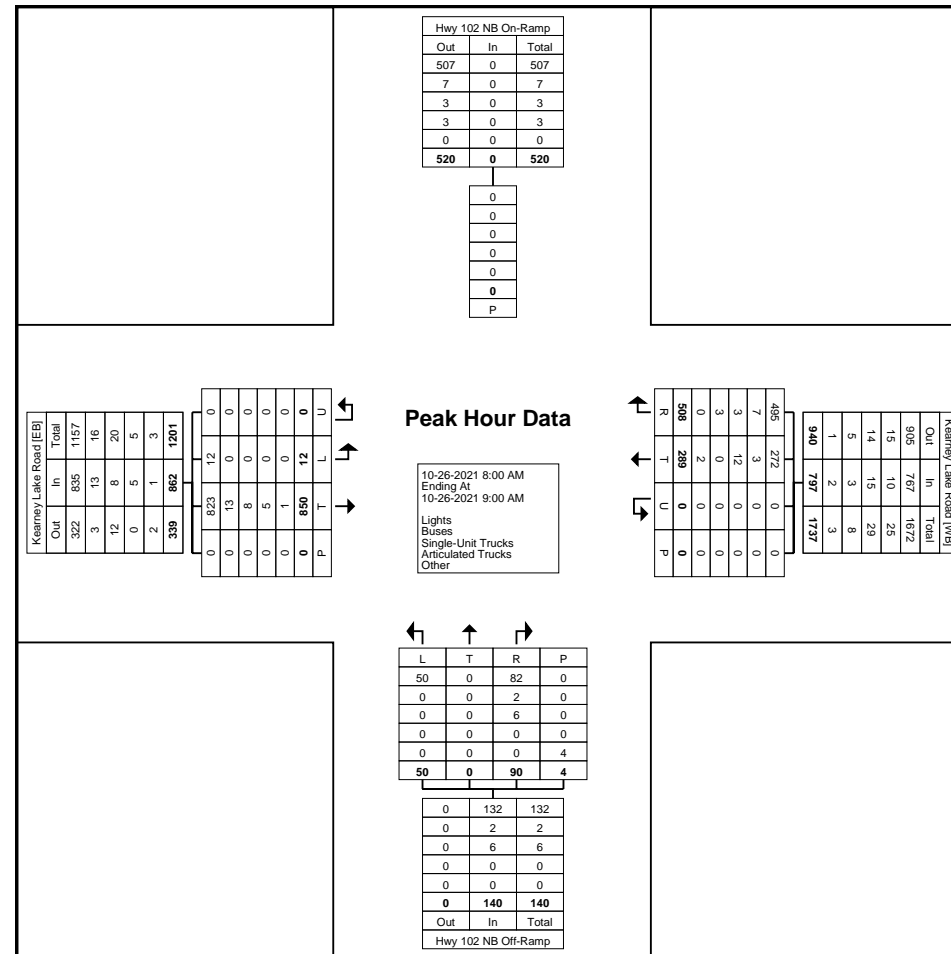 Hwy 102 NB On-Ramp
Out In Total
507 0 507
7 0 7
3 0 3
3 0 3
0 0 0
520 0 520
0
0
0
0
0
0
P
Kearney Lake Road [EB]
Out In Total
322 835 1157
3 13 16
12 8 20
0 5 5
2 1 3
339 862 1201
0 823 12 0
0 13 0 0
0 8 0 0
0 5 0 0
0 1 0 0
0 850 12 0
P T L U
Peak Hour Data
10-26-2021 8:00 AM
Ending At
10-26-2021 9:00 AM
Lights
Buses
Single-Unit Trucks
Articulated Trucks
Other
Kearney Lake Road [WB]
Out In Total
905 767 1672
15 10 25
14 15 29
5 3 8
1 2 3
940 797 1737
495 272 0 0
7 3 0 0
3 12 0 0
3 0 0 0
0 2 0 0
508 289 0 0
R T U P
L T R P
50 0 82 0
0 0 2 0
0 0 6 0
0 0 0 0
0 0 0 4
50 0 90 4
0 132 132
0 2 2
0 6 6
0 0 0
0 0 0
0 140 140
Out In Total
Hwy 102 NB Off-Ramp